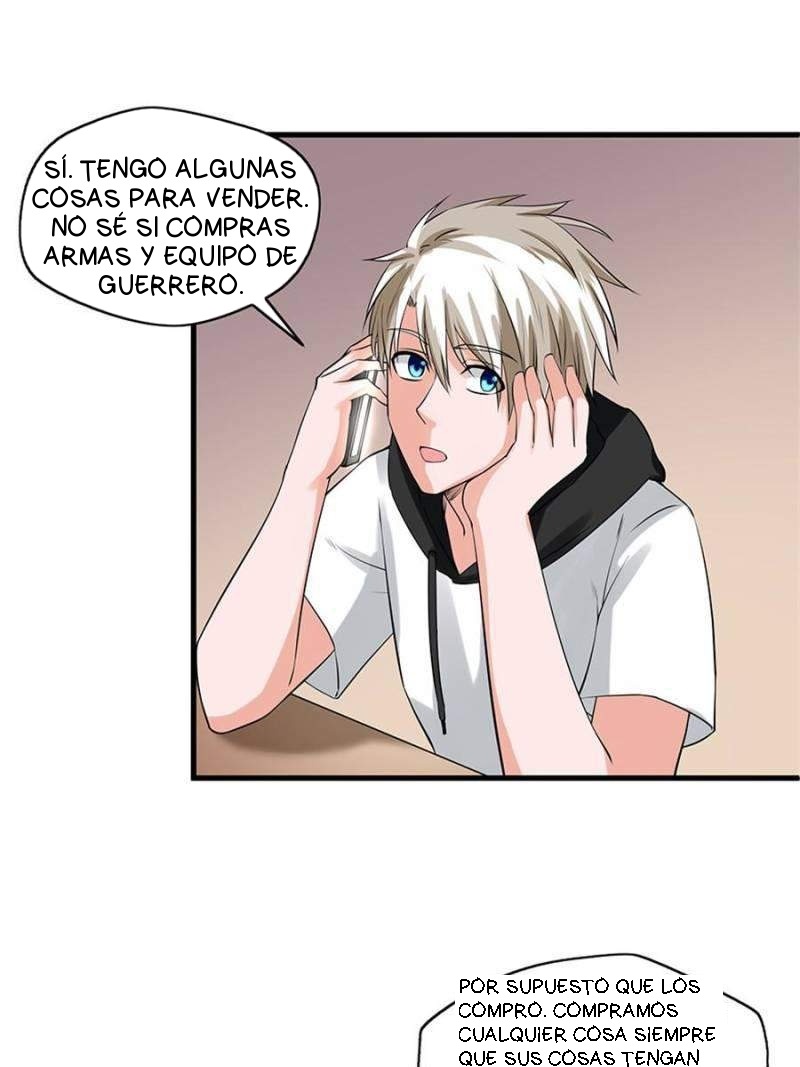 SÍ. TENGO ALGUNAS
COSAS PARA VENDER.
NO SÉ SI COMPRAS
ARMAS Y EQUIPO DE
GUERRERO.
POR SUPUESTO QUE LOS
COMPRO. COMPRAMOS
CUALQUIER COSA SIEMPRE
QUE SUS COSAS TENGAN